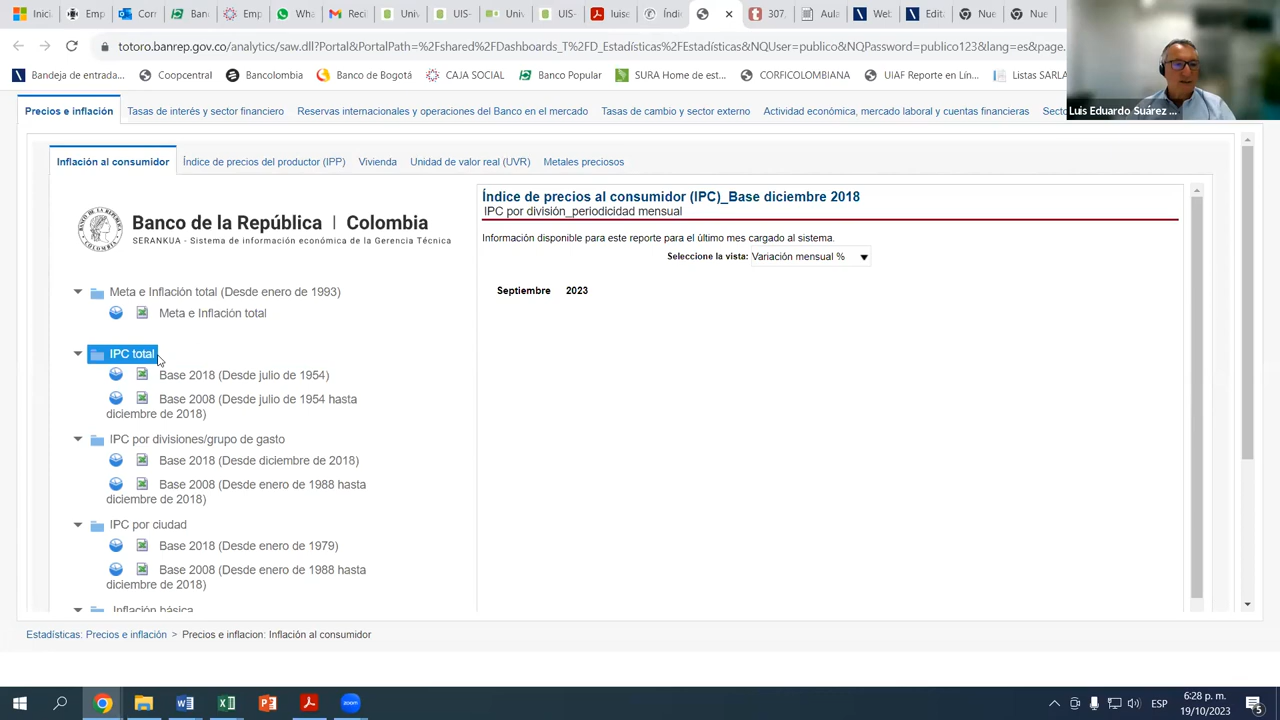 Inici
Emp
Corr
Ban
Emp
Wha
Reci
Univ
UIS-
Univ
UIS-
luise
Índi
307.
Aula
Web
Edit
Nue
Nue
totoro.banrep.gov.co/analytics/saw.dll?Portal&PortalPath=%2Fshared%2FDashboards_T%2FD_Estadísticas%2FEstadísticas&NQUser=publico&NQPassword=publico123&lang=es&page.
Bandeja de entrada...
Coopcentral
Bancolombia
Banco de Bogotá
CAJA SOCIAL
Banco Popular
SURA Home de est...
CORFICOLOMBIANA
UIAF Reporte en Lín...
Listas SARLA
Luis Eduardo Suárez ...
Precios e inflación
Tasas de interés y sector financiero
Reservas internacionales y operaciones del Banco en el mercado
Tasas de cambio y sector externo
Actividad económica, mercado laboral y cuentas financieras
Sect
Inflación al consumidor
Índice de precios del productor (IPP)
Vivienda
Unidad de valor real (UVR)
Metales preciosos
Banco de la República | Colombia
SERANKUA - Sistema de información económica de la Gerencia Técnica
Meta e Inflación total (Desde enero de 1993)
Meta e Inflación total
IPC total
Base 2018 (Desde julio de 1954)
Base 2008 (Desde julio de 1954 hasta
diciembre de 2018)
IPC por divisiones/grupo de gasto
Base 2018 (Desde diciembre de 2018)
Base 2008 (Desde enero de 1988 hasta
diciembre de 2018)
IPC por ciudad
Base 2018 (Desde enero de 1979)
Base 2008 (Desde enero de 1988 hasta
diciembre de 2018)
Inflación básica
Índice de precios al consumidor (IPC)_Base diciembre 2018
IPC por división_periodicidad mensual
Información disponible para este reporte para el último mes cargado al sistema.
Seleccione la vista: Variación mensual %
Septiembre 2023
Estadísticas: Precios e inflación > Precios e inflacion: Inflación al consumidor
zoom
ESP
6:28 p. m.
19/10/2023
5